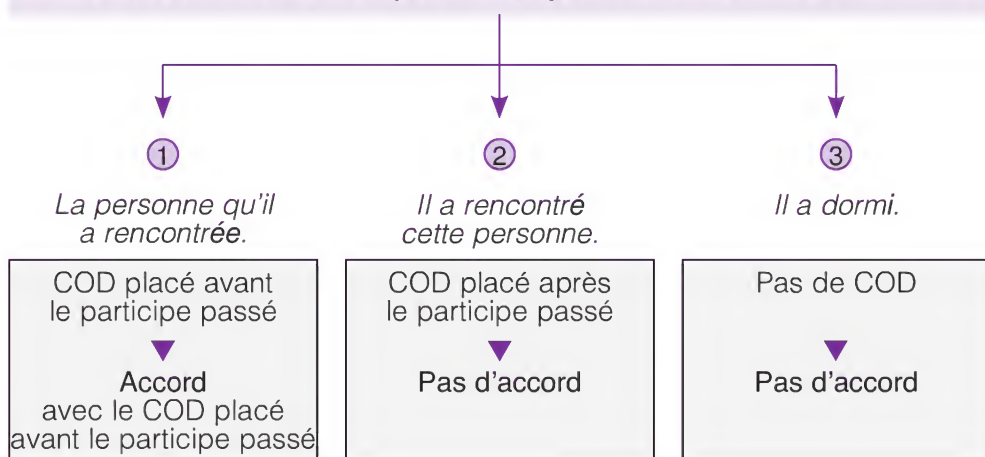 1
La personne qu'il
a rencontrée.
COD placé avant
le participe passé
Accord
avec le COD placé
avant le participe passé
2
Il a rencontré
cette personne.
COD placé après
le participe passé
Pas d'accord
3
Il a dormi.
Pas de COD
Pas d'accord